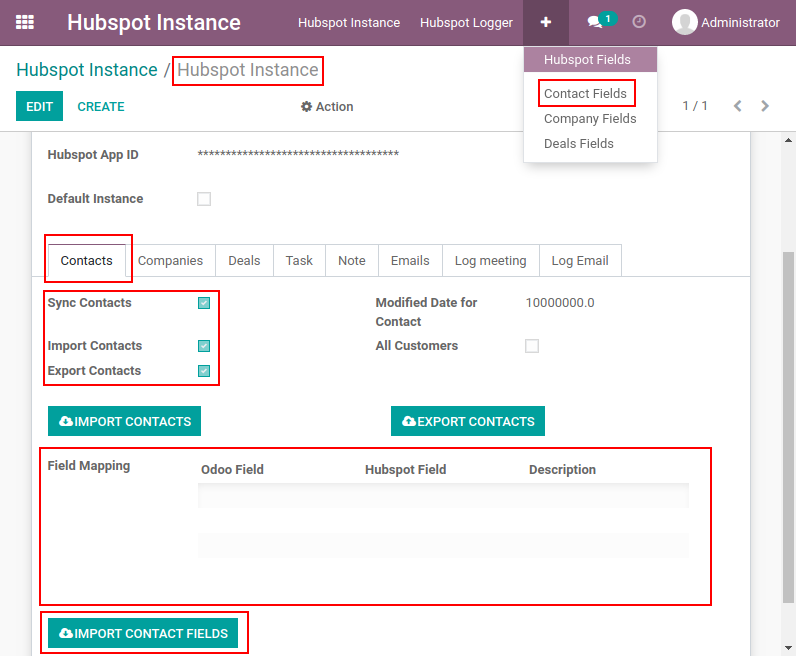 Hubspot Instance
Hubspot Instance Hubspot Logger + 1 Administrator
Hubspot Fields
Contact Fields
Company Fields
Deals Fields
Hubspot Instance / Hubspot Instance
EDIT CREATE Action 1 / 1
Hubspot App ID ************************************
Default Instance
Contacts Companies Deals Task Note Emails Log meeting Log Email
Sync Contacts
Import Contacts
Export Contacts
Modified Date for Contact 10000000.0
All Customers
IMPORT CONTACTS EXPORT CONTACTS
Field Mapping Odoo Field Hubspot Field Description
IMPORT CONTACT FIELDS